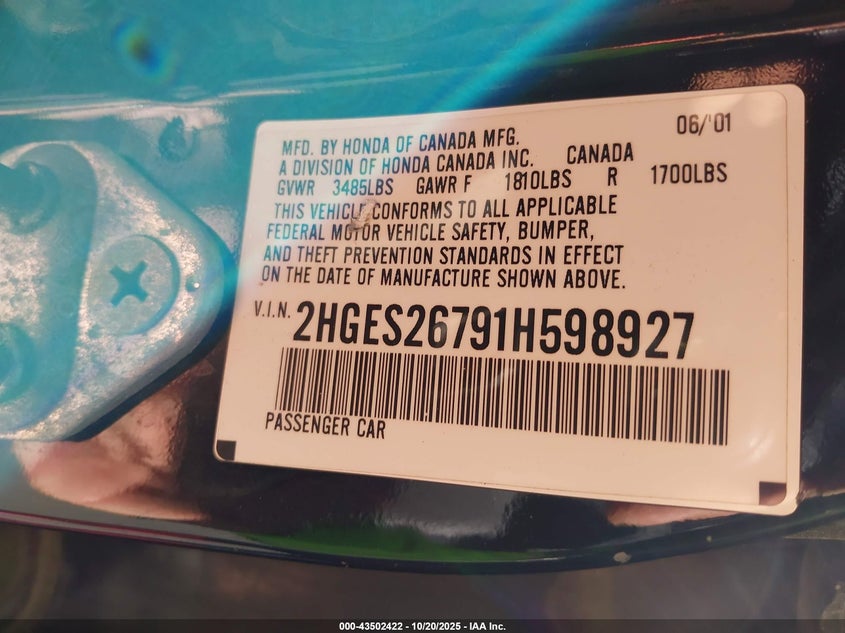 06/'01
MFD. BY HONDA OF CANADA MFG.
A DIVISION OF HONDA CANADA INC. CANADA
GVWR 3485LBS GAWR F 1810LBS R 1700LBS
THIS VEHICLE CONFORMS TO ALL APPLICABLE
FEDERAL MOTOR VEHICLE SAFETY, BUMPER,
AND THEFT PREVENTION STANDARDS IN EFFECT
ON THE DATE OF MANUFACTURE SHOWN ABOVE.
V.I.N. 2HGES26791H598927
PASSENGER CAR
000-43502422 - 10/20/2025 - IAA Inc.